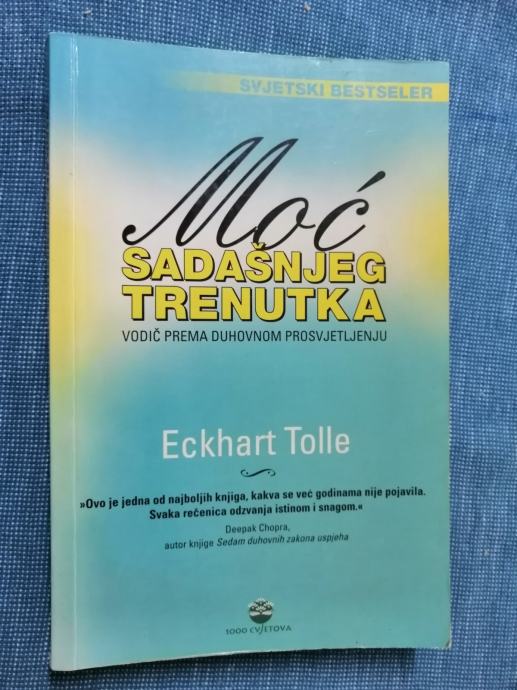 SVJETSKI BESTSELER
Moć
SADAŠNJEG
TRENUTKA
VODIČ PREMA DUHOVNOM PROSVJETLJENJU
Eckhart Tolle
»Ovo je jedna od najboljih knjiga, kakva se već godinama nije pojavila.
Svaka rečenica odzvanja istinom i snagom.«
Deepak Chopra,
autor knjige Sedam duhovnih zakona uspjeha
1000 CVJETOVA